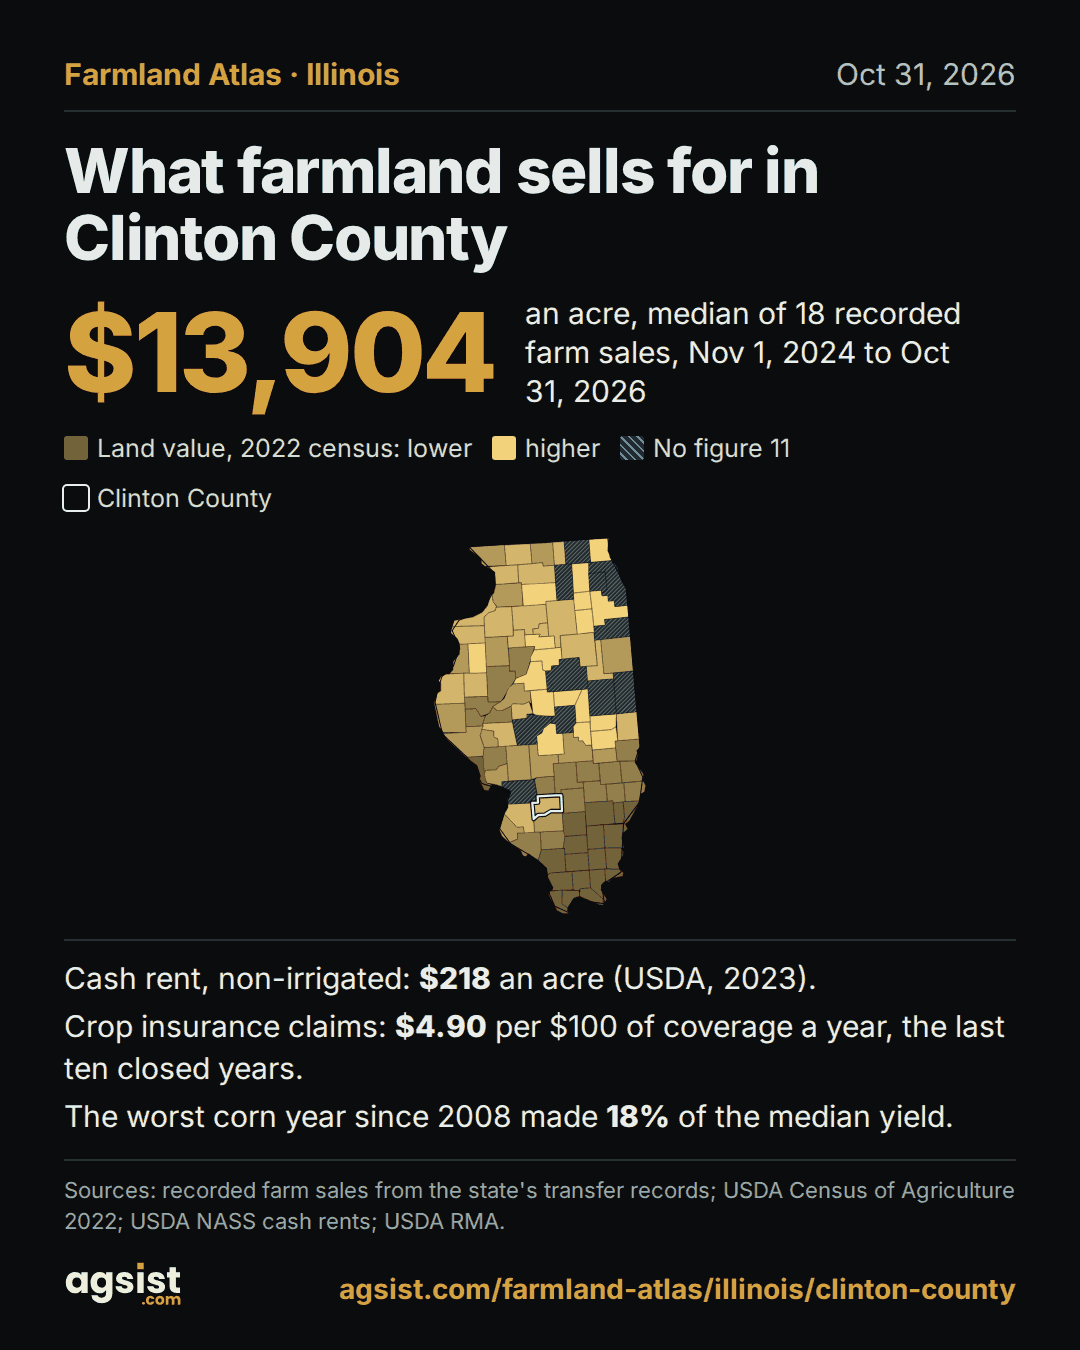 Farmland Atlas · Illinois
Oct 31, 2026
What farmland sells for in
Clinton County
$13,904
an acre, median of 18 recorded
farm sales, Nov 1, 2024 to Oct
31, 2026
Land value, 2022 census: lower
higher
No figure 11
Clinton County
Cash rent, non-irrigated: $218 an acre (USDA, 2023).
Crop insurance claims: $4.90 per $100 of coverage a year, the last
ten closed years.
The worst corn year since 2008 made 18% of the median yield.
Sources: recorded farm sales from the state's transfer records; USDA Census of Agriculture
2022; USDA NASS cash rents; USDA RMA.
agsist
.com
agsist.com/farmland-atlas/illinois/clinton-county